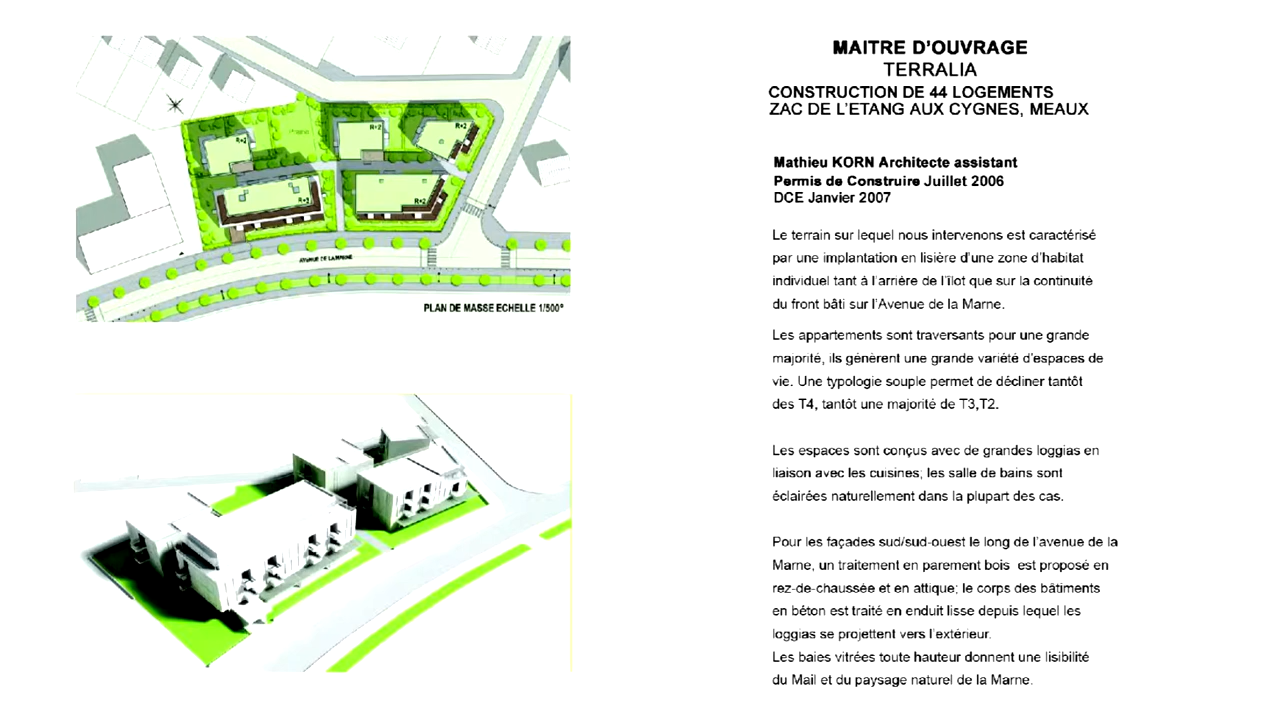 R+2
R+2
R+2
R+3
R+2
AVENUE DE LA MARNE
PLAN DE MASSE ECHELLE 1/500°
MAITRE D'OUVRAGE
TERRALIA
CONSTRUCTION DE 44 LOGEMENTS
ZAC DE L'ETANG AUX CYGNES, MEAUX
Mathieu KORN Architecte assistant
Permis de Construire Juillet 2006
DCE Janvier 2007
Le terrain sur lequel nous intervenons est caractérisé
par une implantation en lisière d'une zone d'habitat
individuel tant à l'arrière de l'îlot que sur la continuité
du front bâti sur l'Avenue de la Marne.
Les appartements sont traversants pour une grande
majorité, ils génèrent une grande variété d'espaces de
vie. Une typologie souple permet de décliner tantôt
des T4, tantôt une majorité de T3,T2.
Les espaces sont conçus avec de grandes loggias en
liaison avec les cuisines; les salle de bains sont
éclairées naturellement dans la plupart des cas.
Pour les façades sud/sud-ouest le long de l'avenue de la
Marne, un traitement en parement bois est proposé en
rez-de-chaussée et en attique; le corps des bâtiments
en béton est traité en enduit lisse depuis lequel les
loggias se projettent vers l'extérieur.
Les baies vitrées toute hauteur donnent une lisibilité
du Mail et du paysage naturel de la Marne.